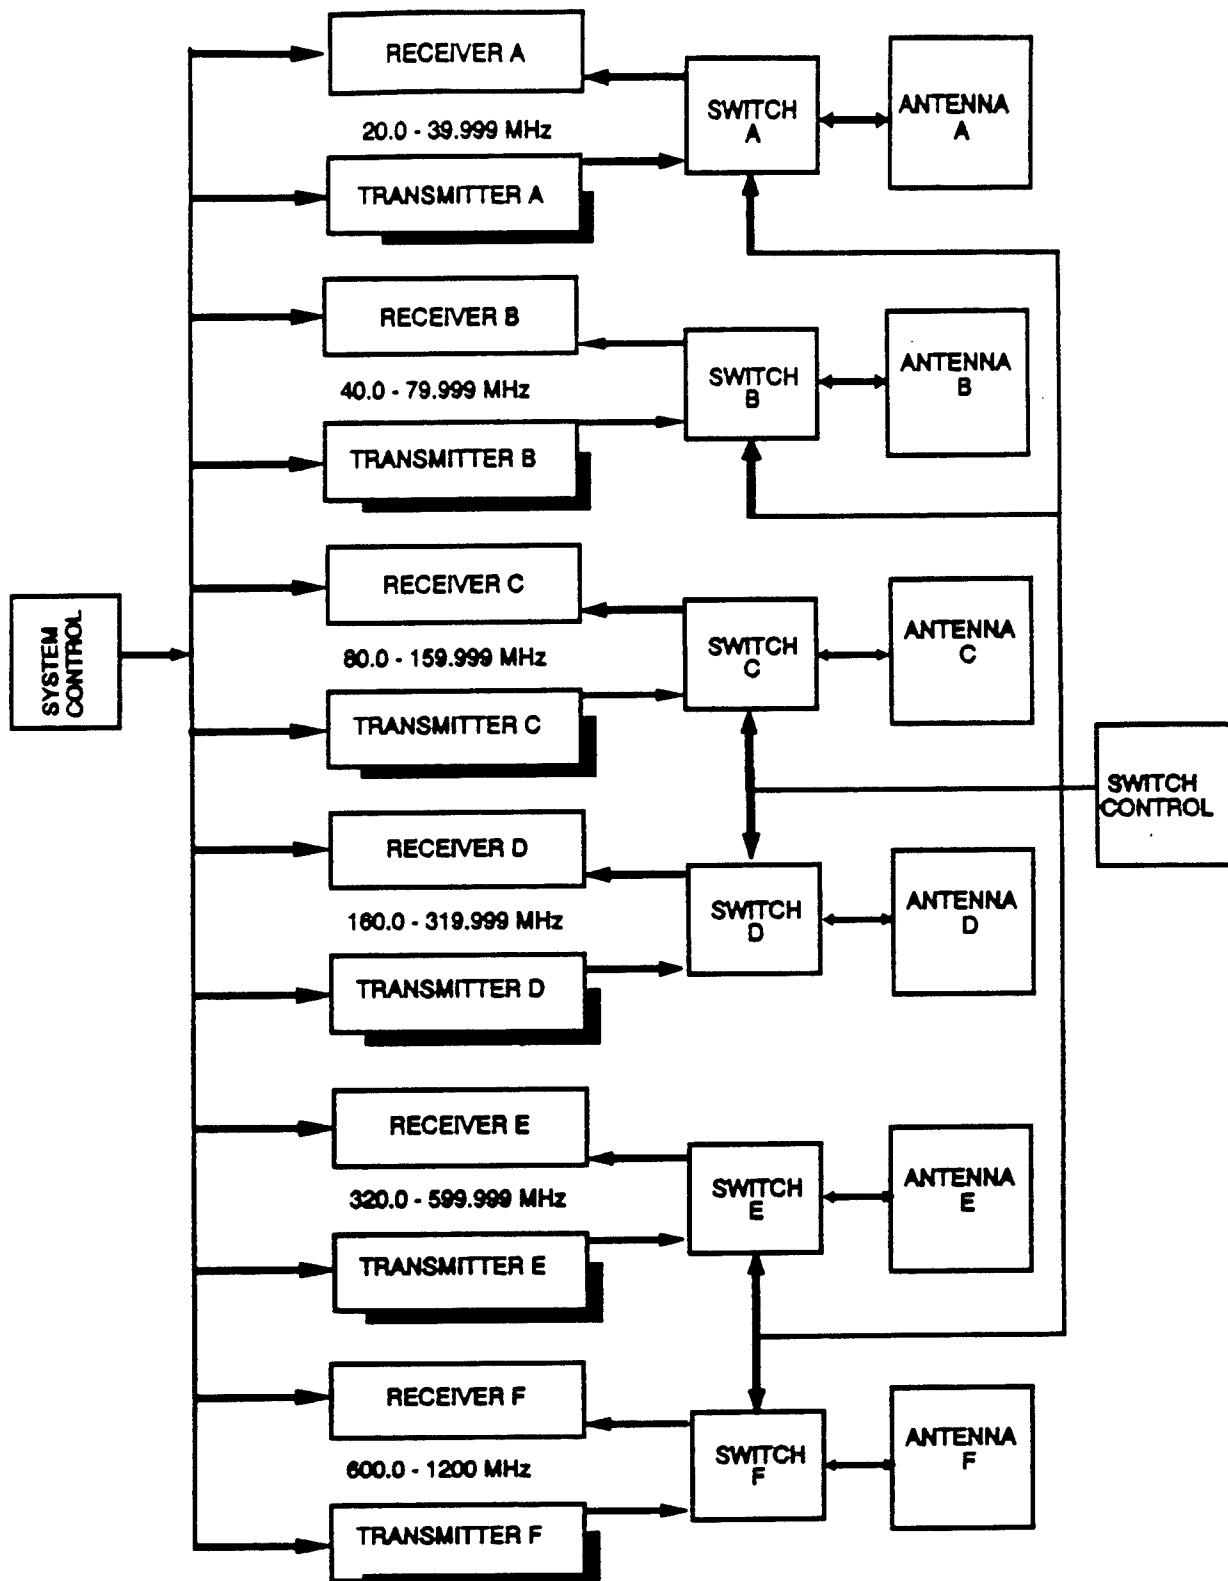 RECEIVER A
SWITCH
A
ANTENNA
A
20.0 - 39.999 MHz
TRANSMITTER A
RECEIVER B
SWITCH
B
ANTENNA
B
40.0 - 79.999 MHz
TRANSMITTER B
SYSTEM
CONTROL
RECEIVER C
SWITCH
C
ANTENNA
C
80.0 - 159.999 MHz
TRANSMITTER C
SWITCH
CONTROL
RECEIVER D
SWITCH
D
ANTENNA
D
160.0 - 319.999 MHz
TRANSMITTER D
RECEIVER E
SWITCH
E
ANTENNA
E
320.0 - 599.999 MHz
TRANSMITTER E
RECEIVER F
SWITCH
F
ANTENNA
F
600.0 - 1200 MHz
TRANSMITTER F